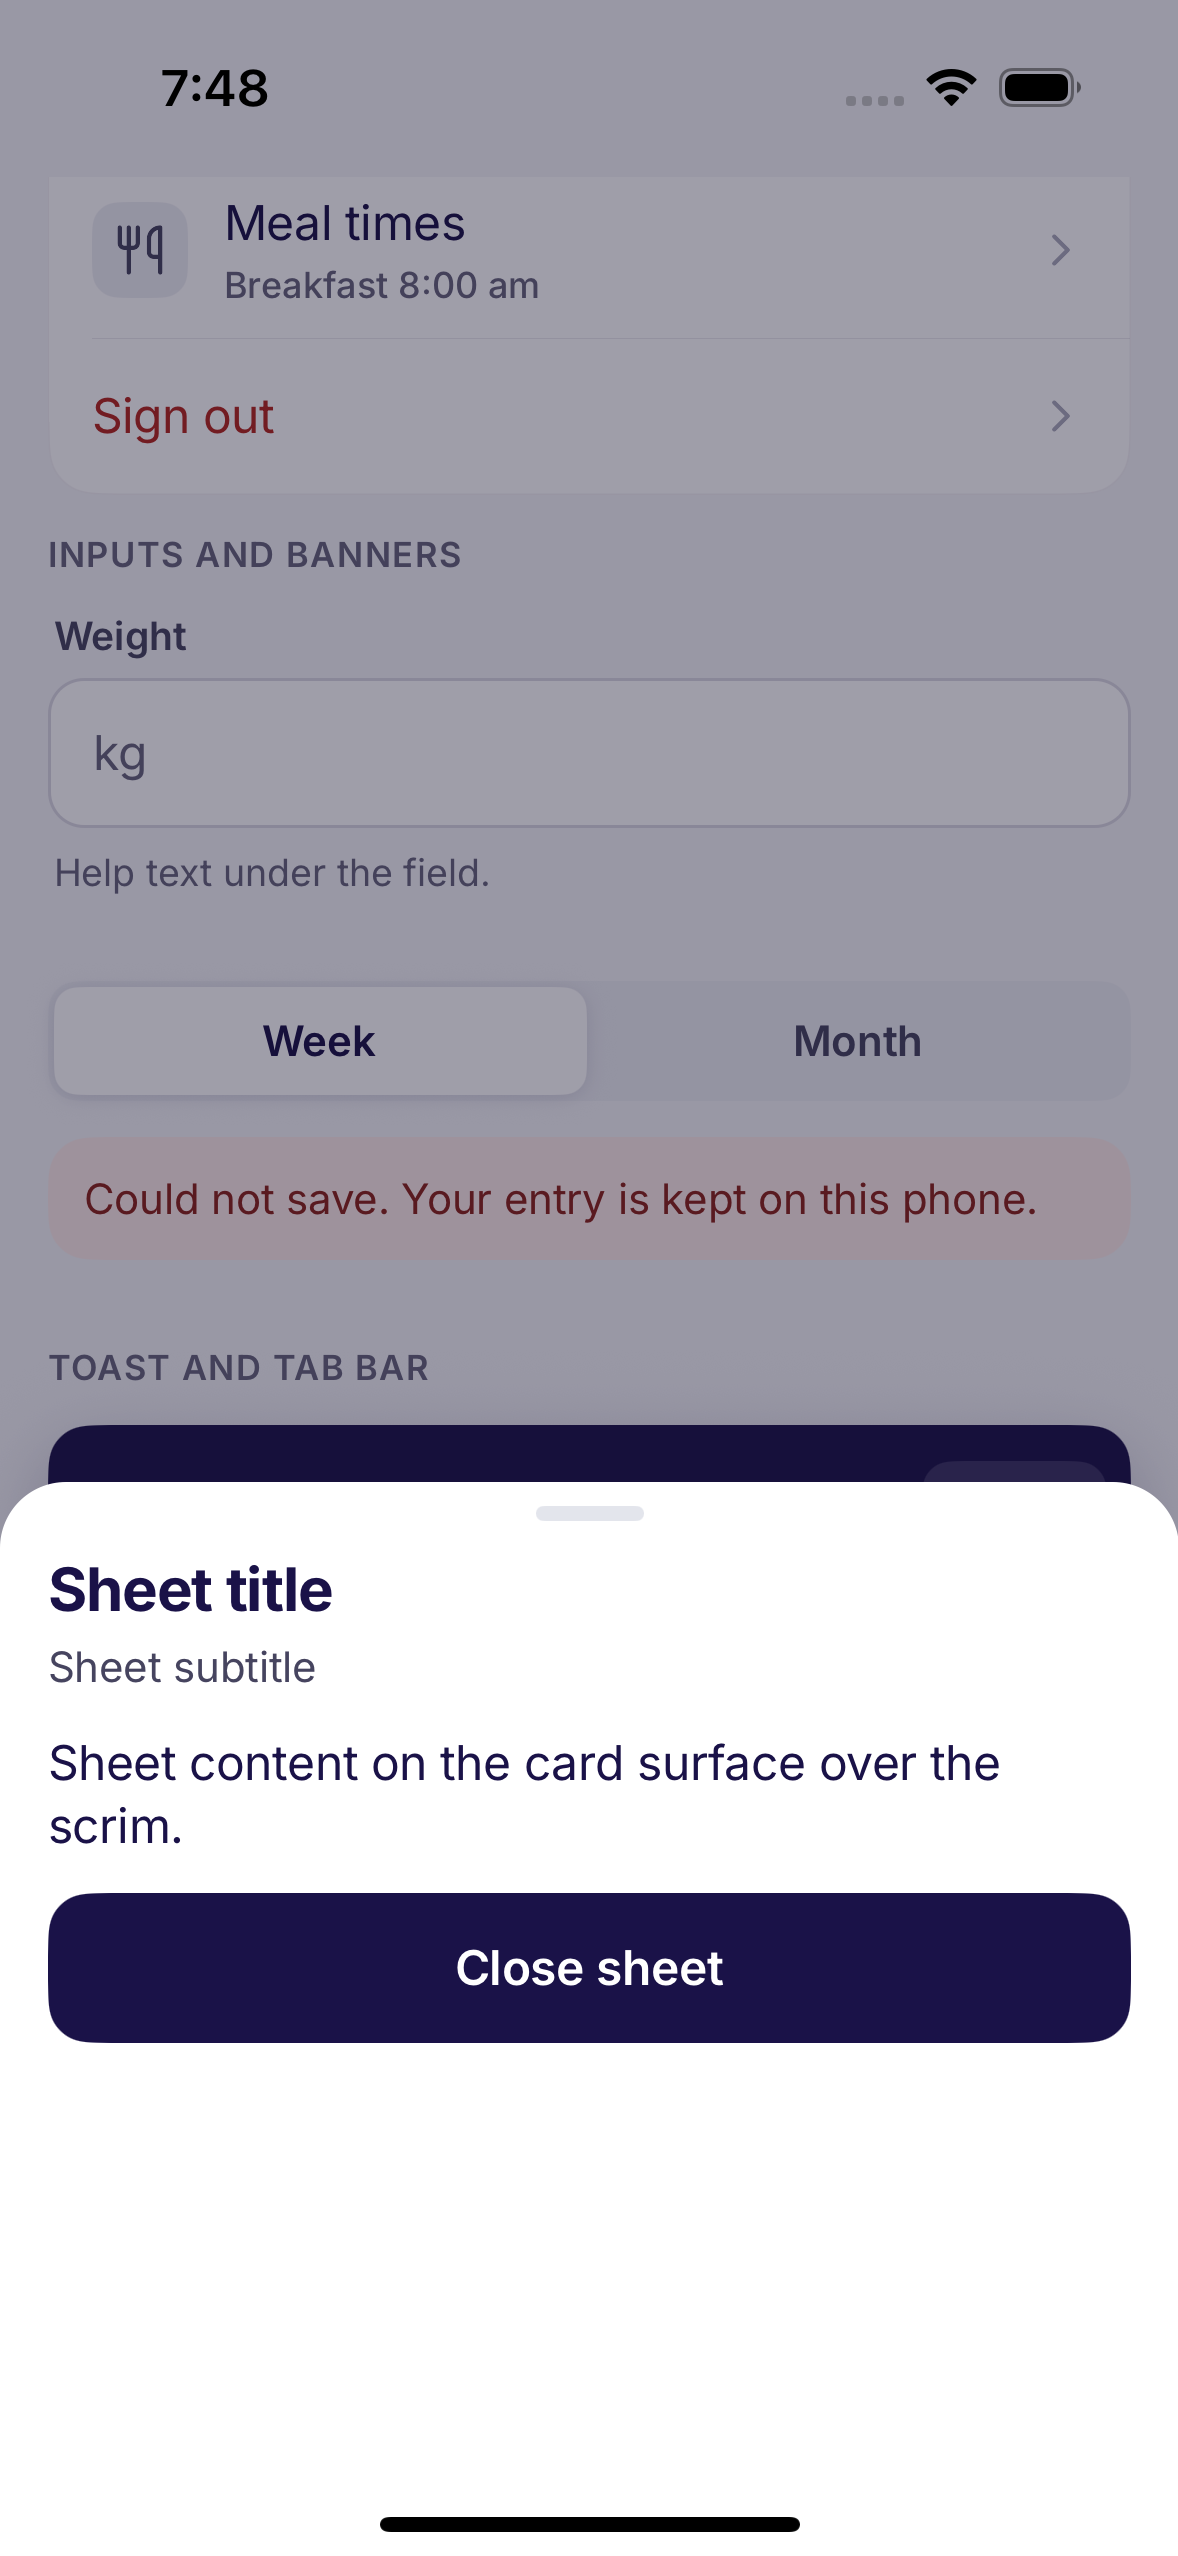 7:48
Meal times
Breakfast 8:00 am
Sign out
INPUTS AND BANNERS
Weight
kg
Help text under the field.
Week
Month
Could not save. Your entry is kept on this phone.
TOAST AND TAB BAR
Sheet title
Sheet subtitle
Sheet content on the card surface over the
scrim.
Close sheet